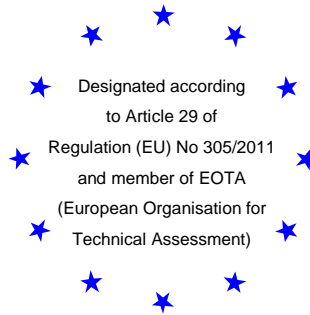 Designated according
to Article 29 of
Regulation (EU) No 305/2011
and member of EOTA
(European Organisation for
Technical Assessment)